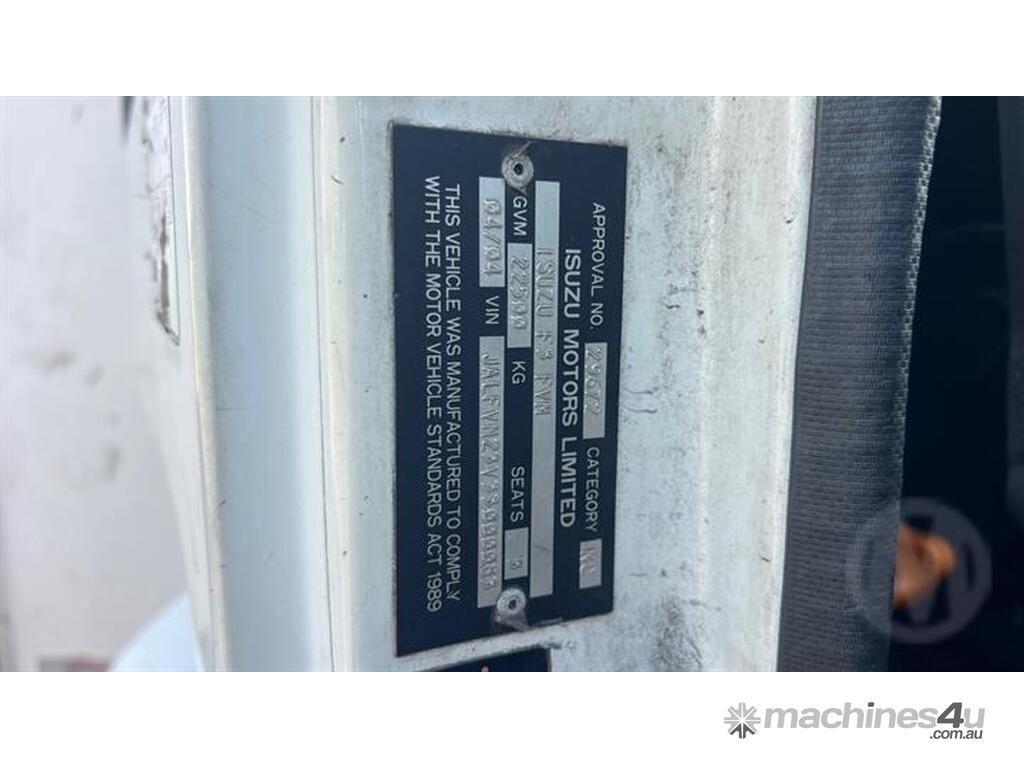 APPROVAL NO. 29672 CATEGORY NC
ISUZU MOTORS LIMITED
ISUZU F3 FVM
GVM 22500 KG SEATS 3
04/04 VIN
THIS VEHICLE WAS MANUFACTURED TO COMPLY
WITH THE MOTOR VEHICLE STANDARDS ACT 1989
machines4u
.com.au